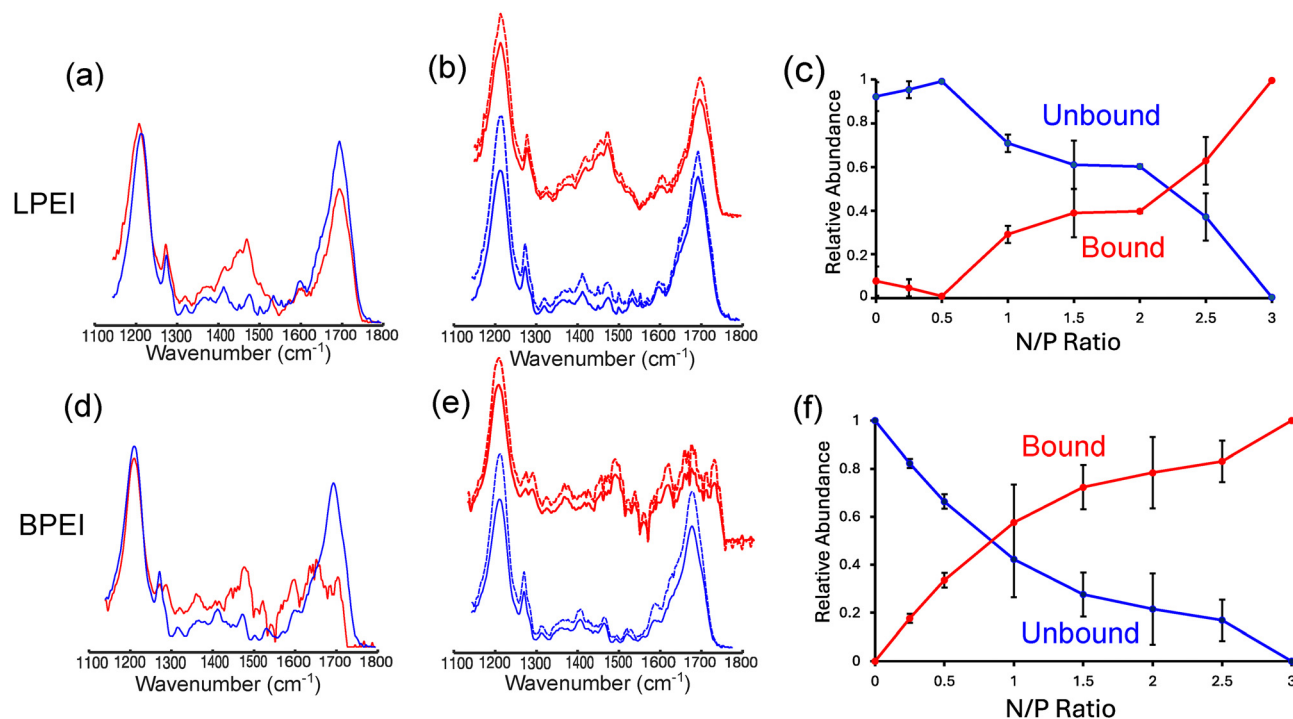 (a)
LPEI
1100 1200 1300 1400 1500 1600 1700 1800
Wavenumber (cm⁻¹)
(b)
1100 1200 1300 1400 1500 1600 1700 1800
Wavenumber (cm⁻¹)
(c)
Relative Abundance
1
0.8
0.6
0.4
0.2
0
Unbound
Bound
0 0.5 1 1.5 2 2.5 3
N/P Ratio
(d)
BPEI
1100 1200 1300 1400 1500 1600 1700 1800
Wavenumber (cm⁻¹)
(e)
1100 1200 1300 1400 1500 1600 1700 1800
Wavenumber (cm⁻¹)
(f)
Relative Abundance
1
0.8
0.6
0.4
0.2
0
Bound
Unbound
0 0.5 1 1.5 2 2.5 3
N/P Ratio